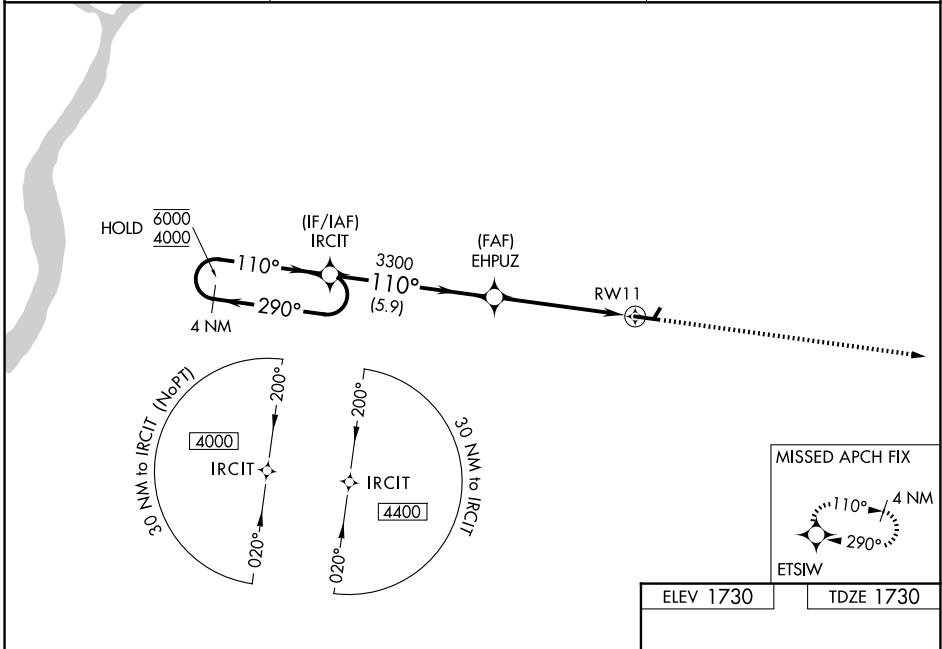 HOLD 6000
4000
(IF/IAF)
IRCIT
110°
290°
4 NM
3300
110°
(5.9)
(FAF)
EHPUZ
RW11
30 NM to IRCIT (NoPT)
200°
4000
IRCIT
020°
200°
IRCIT
4400
020°
30 NM to IRCIT
MISSED APCH FIX
110°
4 NM
290°
ETSIW
ELEV 1730
TDZE 1730